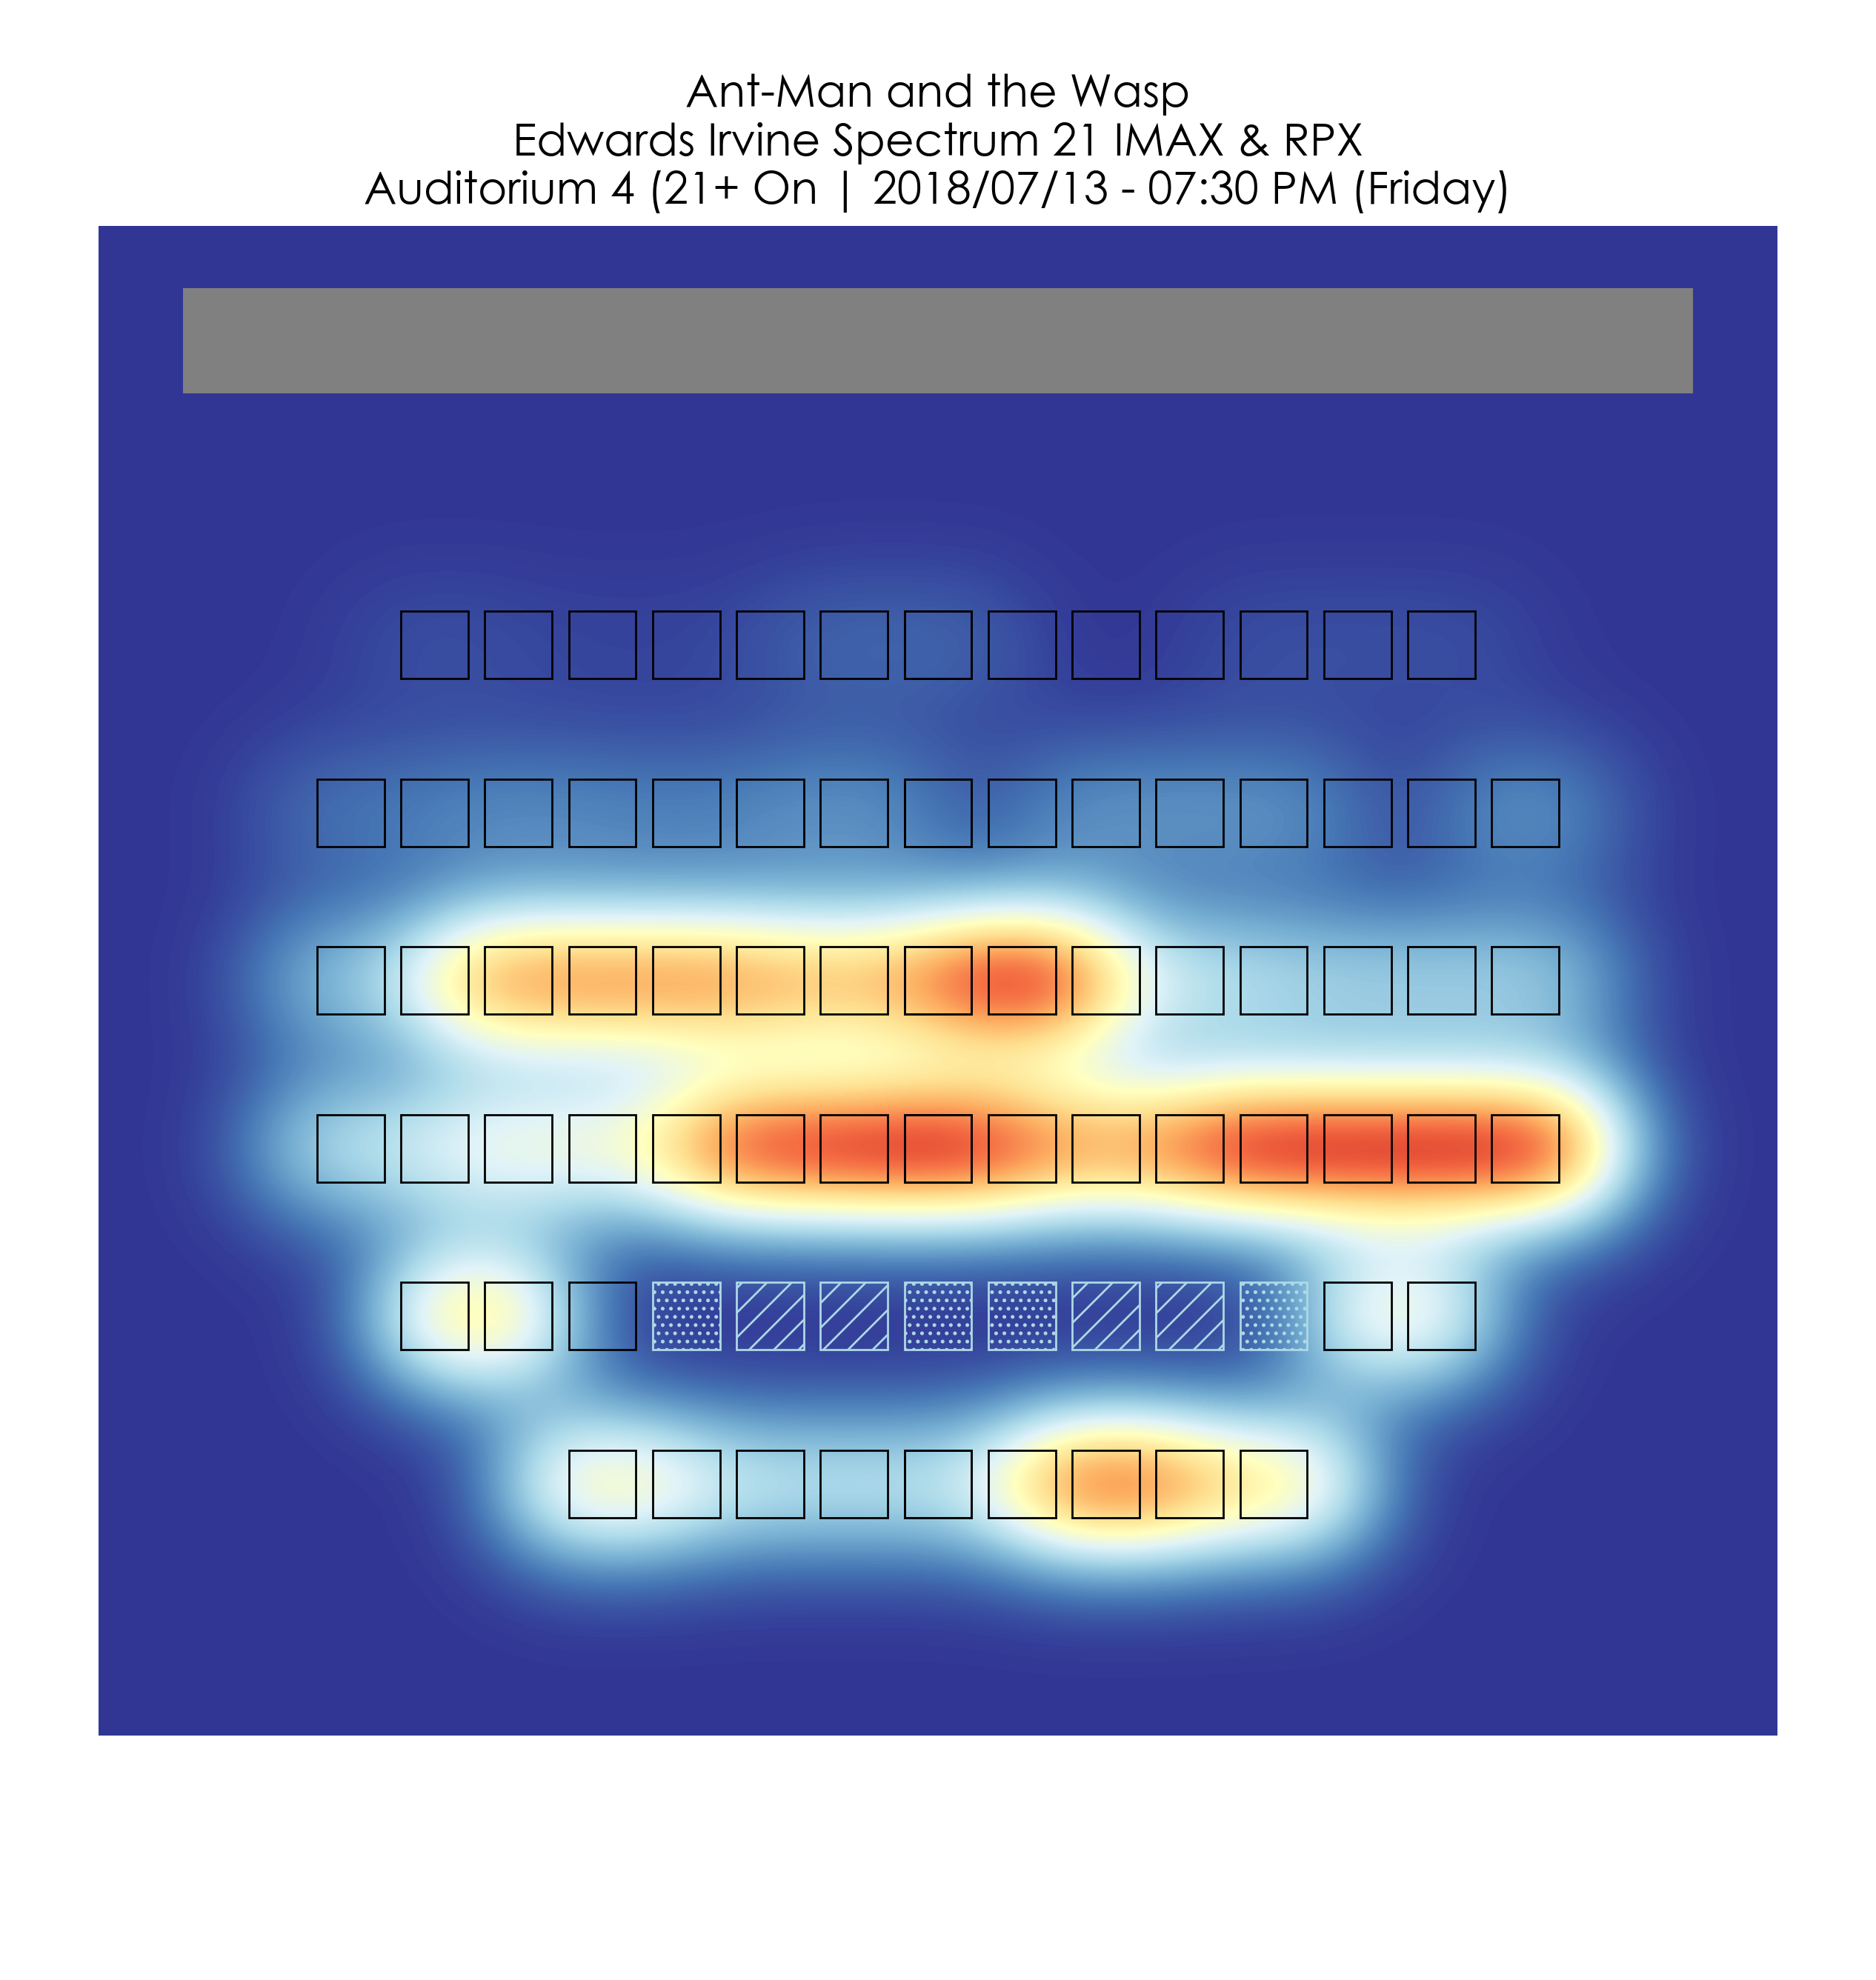 Ant-Man and the Wasp
Edwards Irvine Spectrum 21 IMAX & RPX
Auditorium 4 (21+ On | 2018/07/13 - 07:30 PM (Friday)